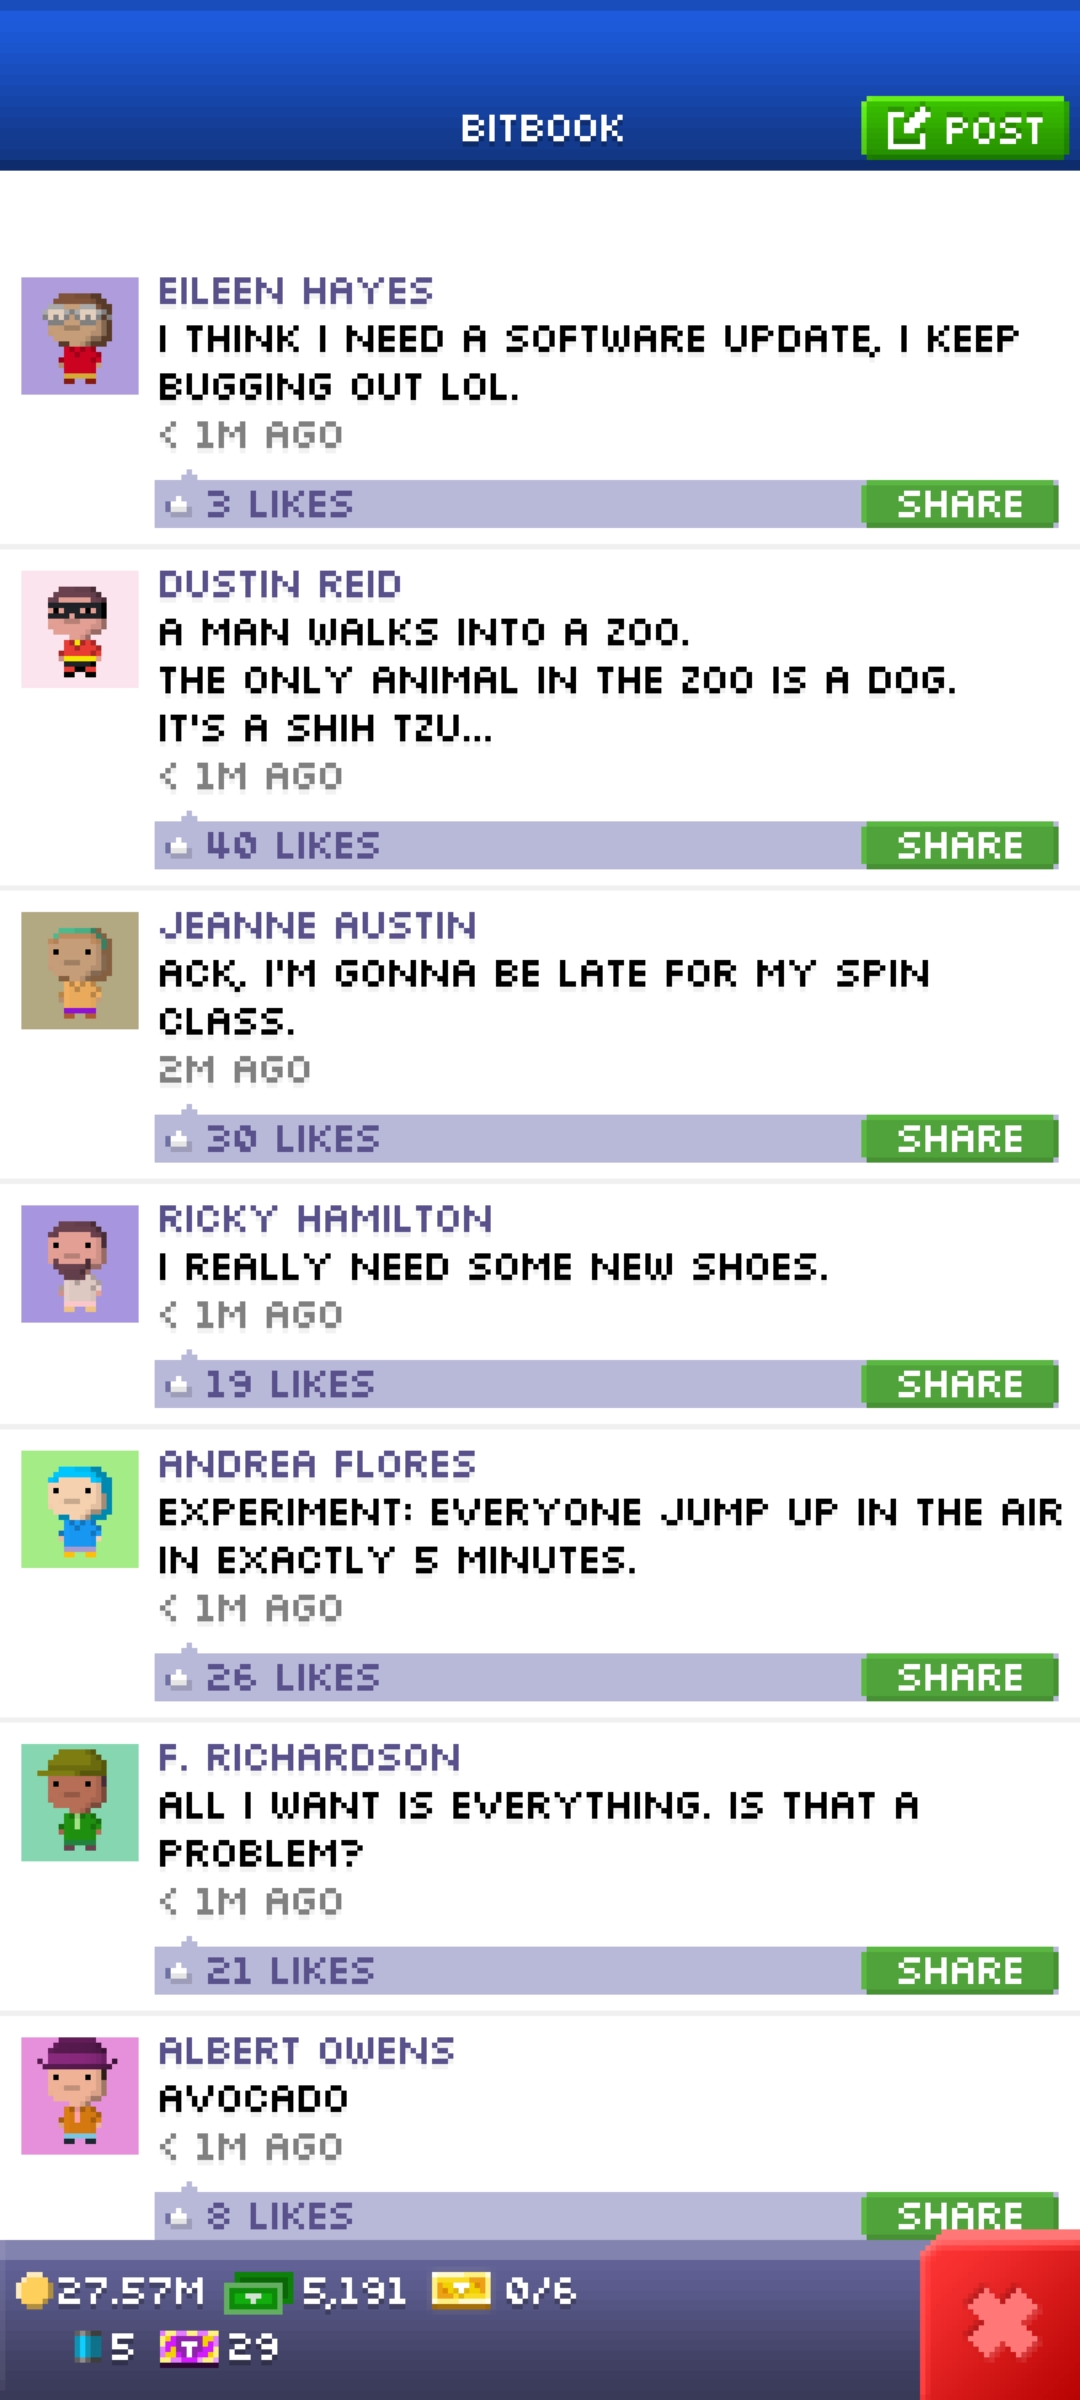 BITBOOK
POST
EILEEN HAYES
I THINK I NEED A SOFTWARE UPDATE, I KEEP
BUGGING OUT LOL.
< 1M AGO
3 LIKES
SHARE
DUSTIN REID
A MAN WALKS INTO A ZOO.
THE ONLY ANIMAL IN THE ZOO IS A DOG.
IT'S A SHIH TZU...
< 1M AGO
40 LIKES
SHARE
JEANNE AUSTIN
ACK, I'M GONNA BE LATE FOR MY SPIN
CLASS.
2M AGO
30 LIKES
SHARE
RICKY HAMILTON
I REALLY NEED SOME NEW SHOES.
< 1M AGO
19 LIKES
SHARE
ANDREA FLORES
EXPERIMENT: EVERYONE JUMP UP IN THE AIR
IN EXACTLY 5 MINUTES.
< 1M AGO
26 LIKES
SHARE
F. RICHARDSON
ALL I WANT IS EVERYTHING. IS THAT A
PROBLEM?
< 1M AGO
21 LIKES
SHARE
ALBERT OWENS
AVOCADO
< 1M AGO
8 LIKES
SHARE
27.57M 5,191 0/6
5 T 29